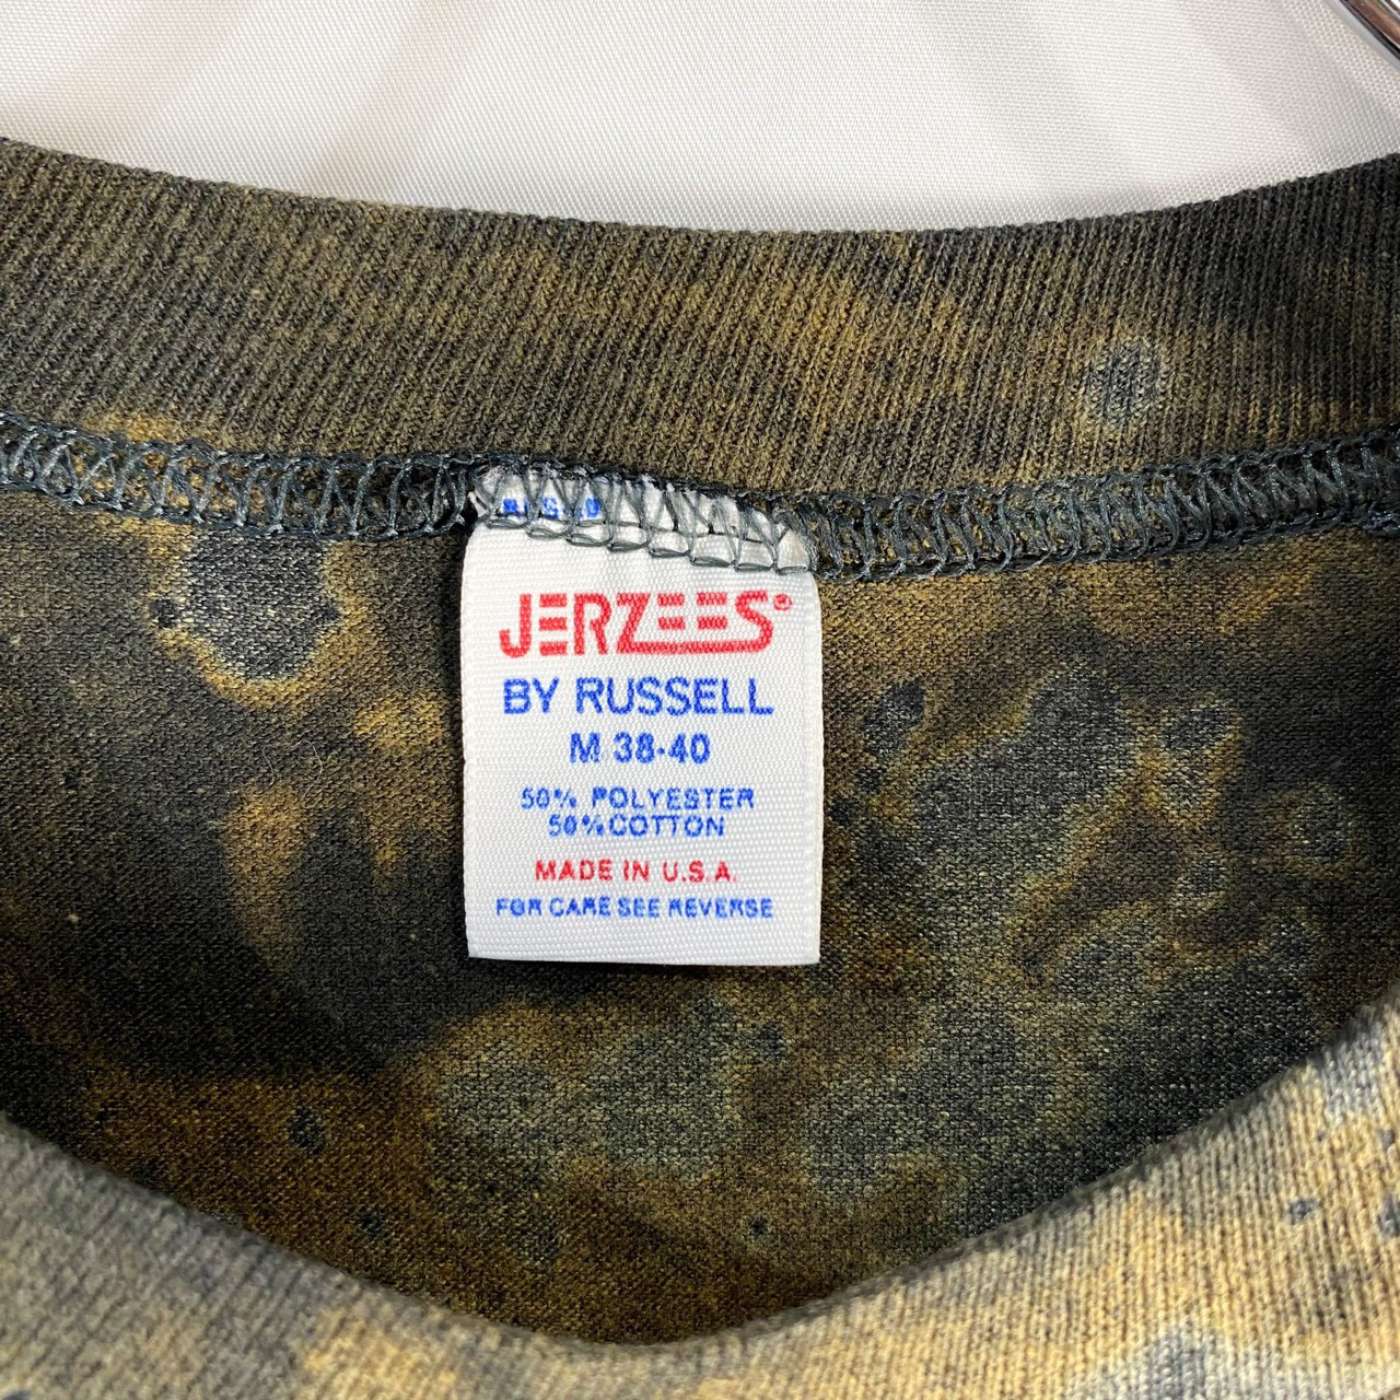 JERZEES®
BY RUSSELL
M 38-40
50% POLYESTER
50% COTTON
MADE IN U.S.A.
FOR CARE SEE REVERSE